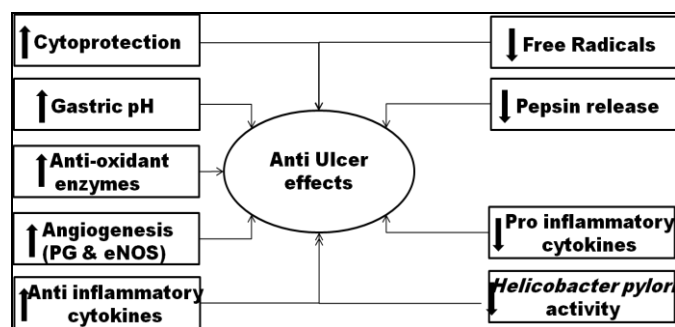 Cytoprotection
Gastric pH
Anti-oxidant
enzymes
Angiogenesis
(PG & eNOS)
Anti inflammatory
cytokines
Anti Ulcer
effects
Free Radicals
Pepsin release
Pro inflammatory
cytokines
Helicobacter pylori
activity